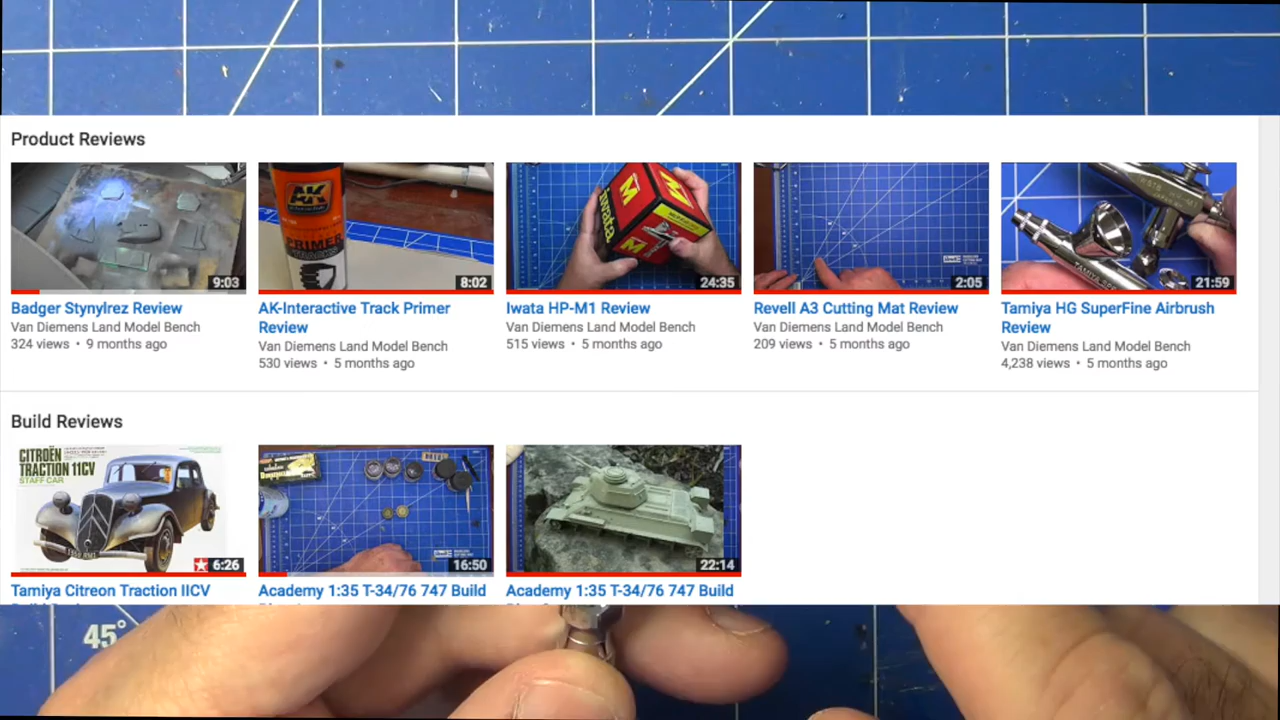 Product Reviews
9:03
8:02
24:35
2:05
21:59
AK
PRIMER
M
M
M
iwata
Badger Stynylrez Review
AK-Interactive Track Primer
Review
Iwata HP-M1 Review
Revell A3 Cutting Mat Review
Tamiya HG SuperFine Airbrush
Review
Van Diemens Land Model Bench
324 views • 9 months ago
Van Diemens Land Model Bench
530 views • 5 months ago
Van Diemens Land Model Bench
515 views • 5 months ago
Van Diemens Land Model Bench
209 views • 5 months ago
Van Diemens Land Model Bench
4,238 views • 5 months ago
Build Reviews
CITROËN
TRACTION 11CV
STAFF CAR
6:26
16:50
22:14
Tamiya Citreon Traction IICV
Academy 1:35 T-34/76 747 Build
Academy 1:35 T-34/76 747 Build
45°